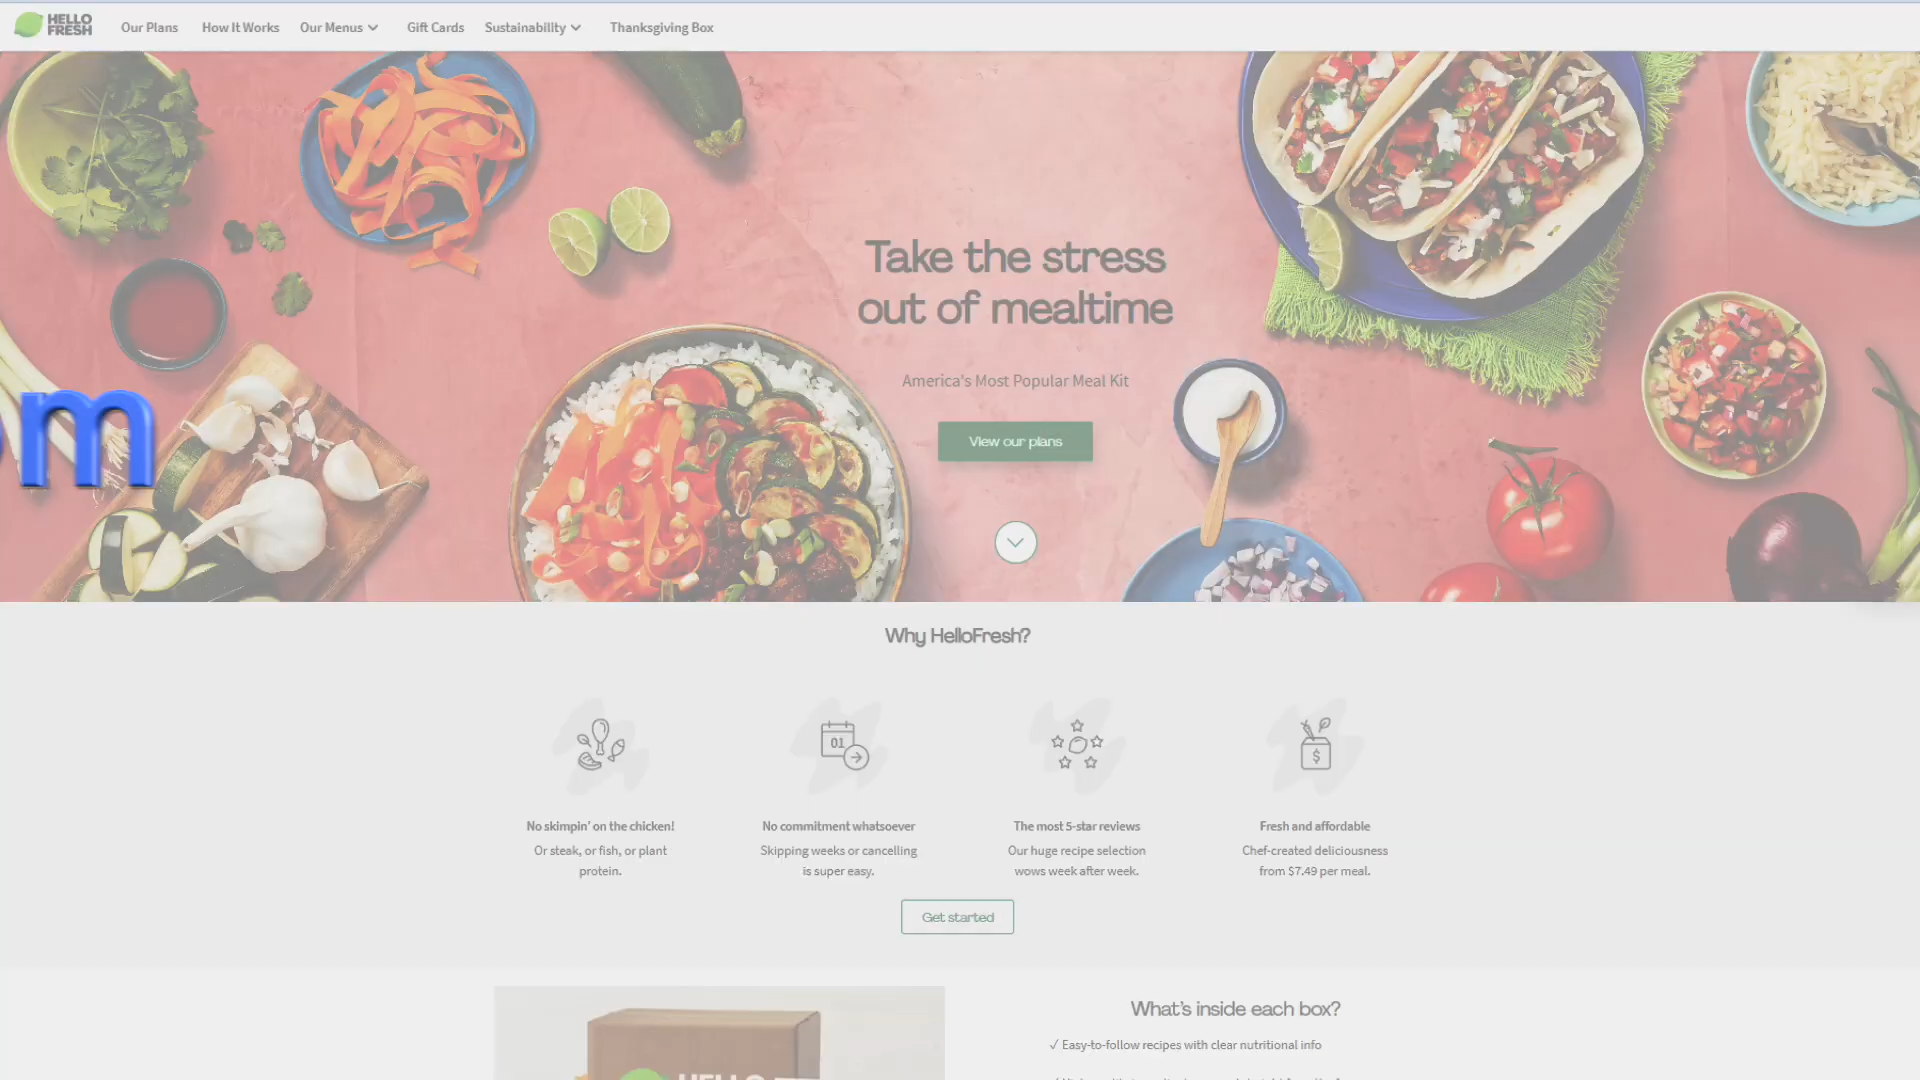 HELLO
FRESH
Our Plans
How It Works
Our Menus
Gift Cards
Sustainability
Thanksgiving Box
Take the stress
out of mealtime
America's Most Popular Meal Kit
View our plans
m
Why HelloFresh?
01
$
No skimpin' on the chicken!
Or steak, or fish, or plant
protein.
No commitment whatsoever
Skipping weeks or cancelling
is super easy.
The most 5-star reviews
Our huge recipe selection
wows week after week.
Fresh and affordable
Chef-created deliciousness
from $7.49 per meal.
Get started
HELLO
What's inside each box?
✓ Easy-to-follow recipes with clear nutritional info